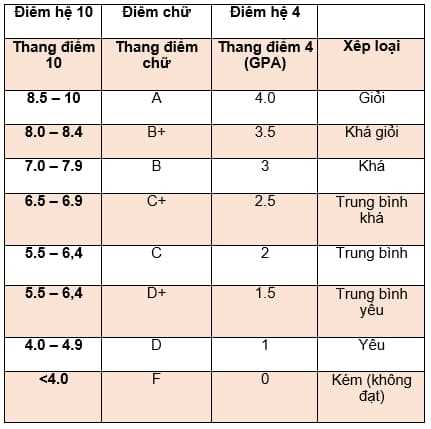 Điểm hệ 10 Điểm chữ Điểm hệ 4
Thang điểm 10 Thang điểm chữ Thang điểm 4 (GPA) Xếp loại
8.5 – 10 A 4.0 Giỏi
8.0 – 8.4 B+ 3.5 Khá giỏi
7.0 – 7.9 B 3 Khá
6.5 – 6.9 C+ 2.5 Trung bình khá
5.5 – 6,4 C 2 Trung bình
5.5 – 6,4 D+ 1.5 Trung bình yếu
4.0 – 4.9 D 1 Yếu
<4.0 F 0 Kém (không đạt)